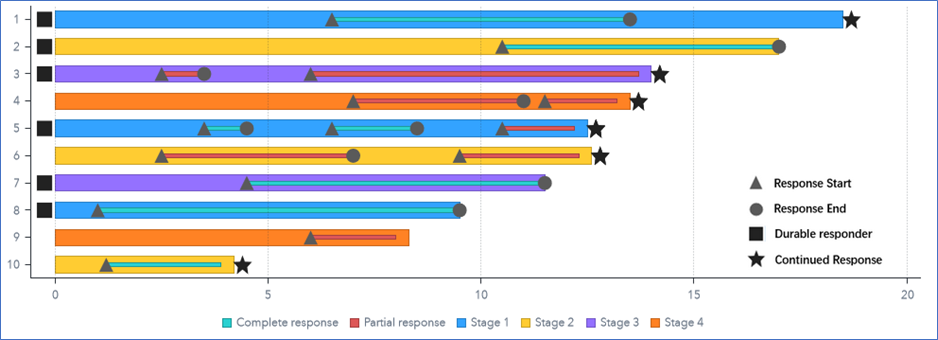 1
2
3
4
5
6
7
8
9
10
Response Start
Response End
Durable responder
Continued Response
0 5 10 15 20
Complete response Partial response Stage 1 Stage 2 Stage 3 Stage 4